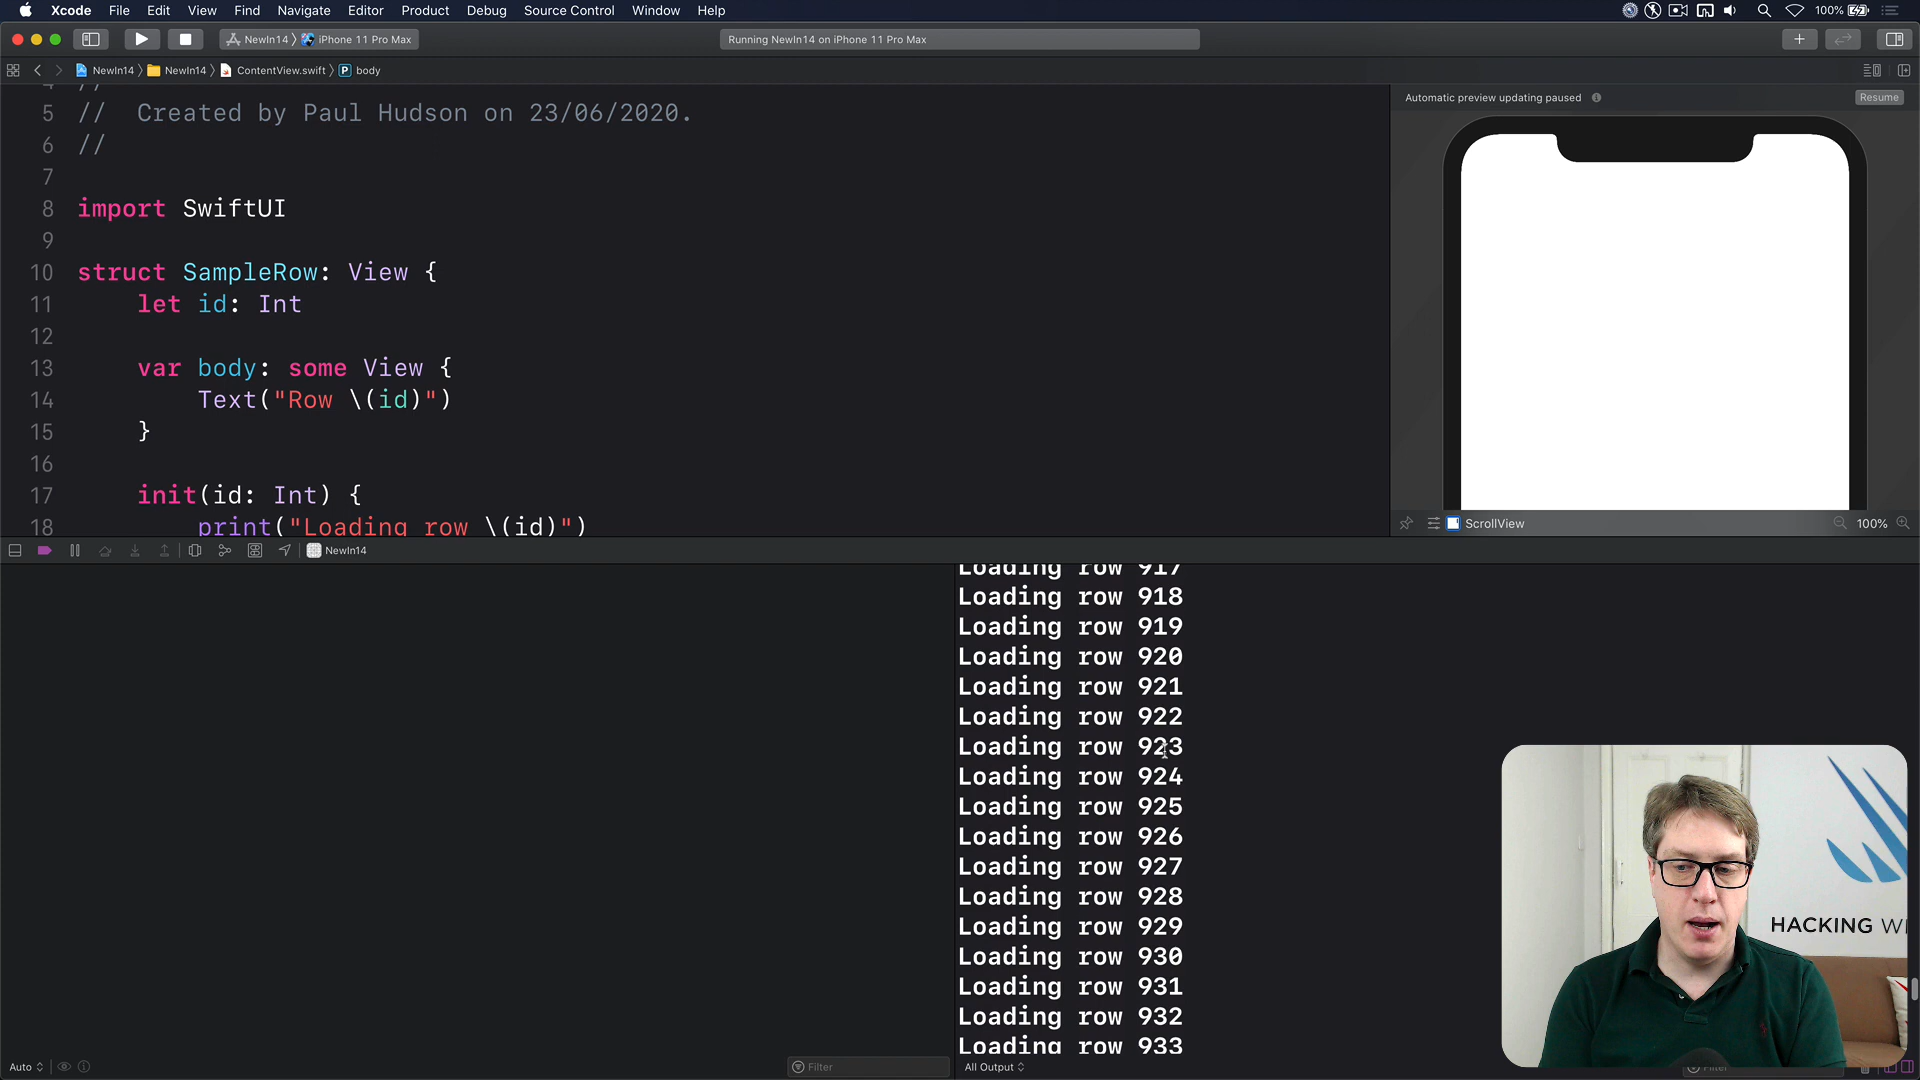 Xcode File Edit View Find Navigate Editor Product Debug Source Control Window Help 100%
NewIn14 iPhone 11 Pro Max Running NewIn14 on iPhone 11 Pro Max
NewIn14 NewIn14 ContentView.swift P body
Automatic preview updating paused Resume
4 //
5 // Created by Paul Hudson on 23/06/2020.
6 //
7
8 import SwiftUI
9
10 struct SampleRow: View {
11 let id: Int
12
13 var body: some View {
14 Text("Row \(id)")
15 }
16
17 init(id: Int) {
18 print("Loading row \(id)")
ScrollView 100%
NewIn14
Loading row 917
Loading row 918
Loading row 919
Loading row 920
Loading row 921
Loading row 922
Loading row 923
Loading row 924
Loading row 925
Loading row 926
Loading row 927
Loading row 928
Loading row 929
Loading row 930
Loading row 931
Loading row 932
Loading row 933
HACKING WI
Auto Filter All Output Filter